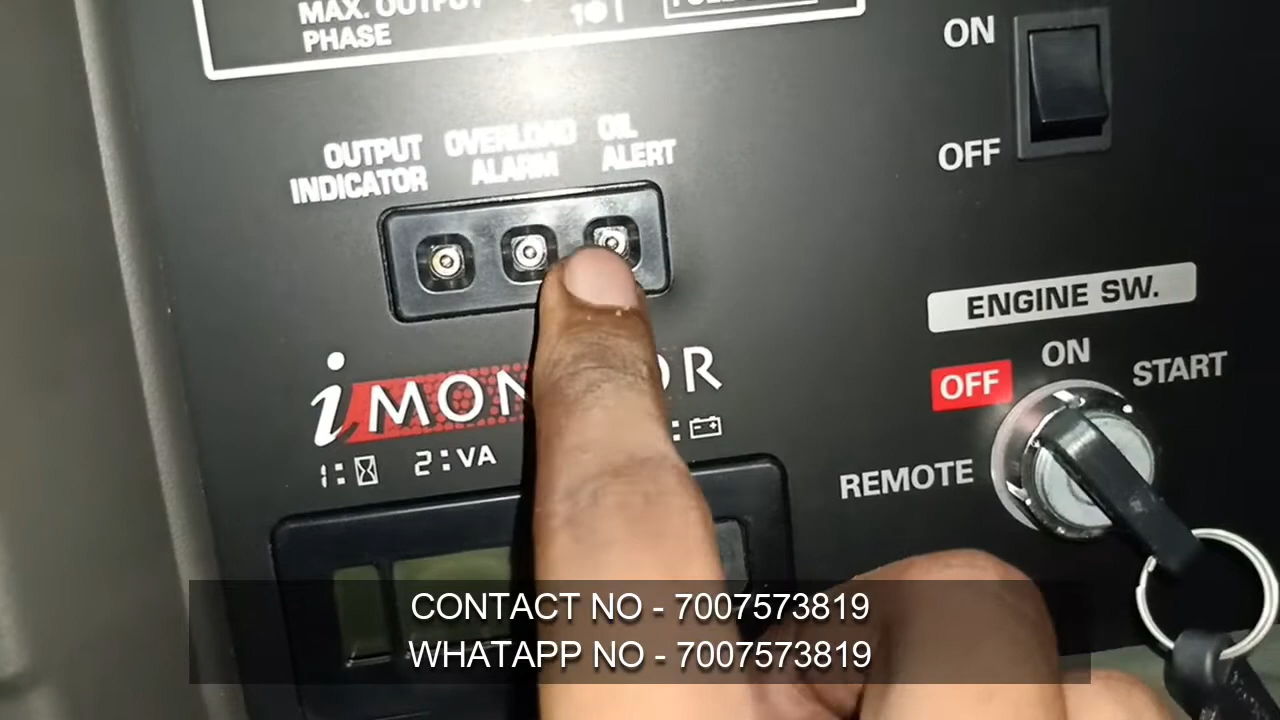 MAX. OUTPUT
PHASE
ON
OFF
OUTPUT
INDICATOR
OVERLOAD
ALARM
OIL
ALERT
ENGINE SW.
OFF
ON
START
REMOTE
1: 2:VA
CONTACT NO - 7007573819
WHATAPP NO - 7007573819